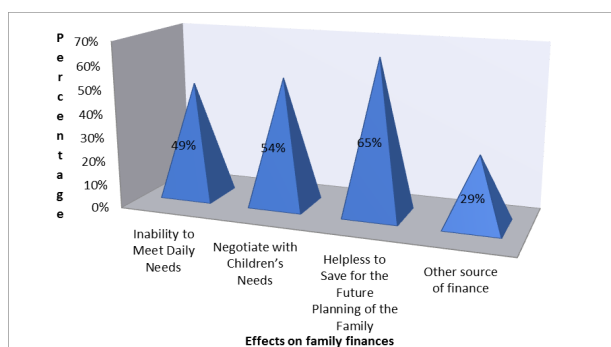 Percentage
70%
60%
50%
40%
30%
20%
10%
0%
49%
54%
65%
29%
Inability to
Meet Daily
Needs
Negotiate with
Children's
Needs
Helpless to
Save for the
Future
Planning of the
Family
Other source
of finance
Effects on family finances